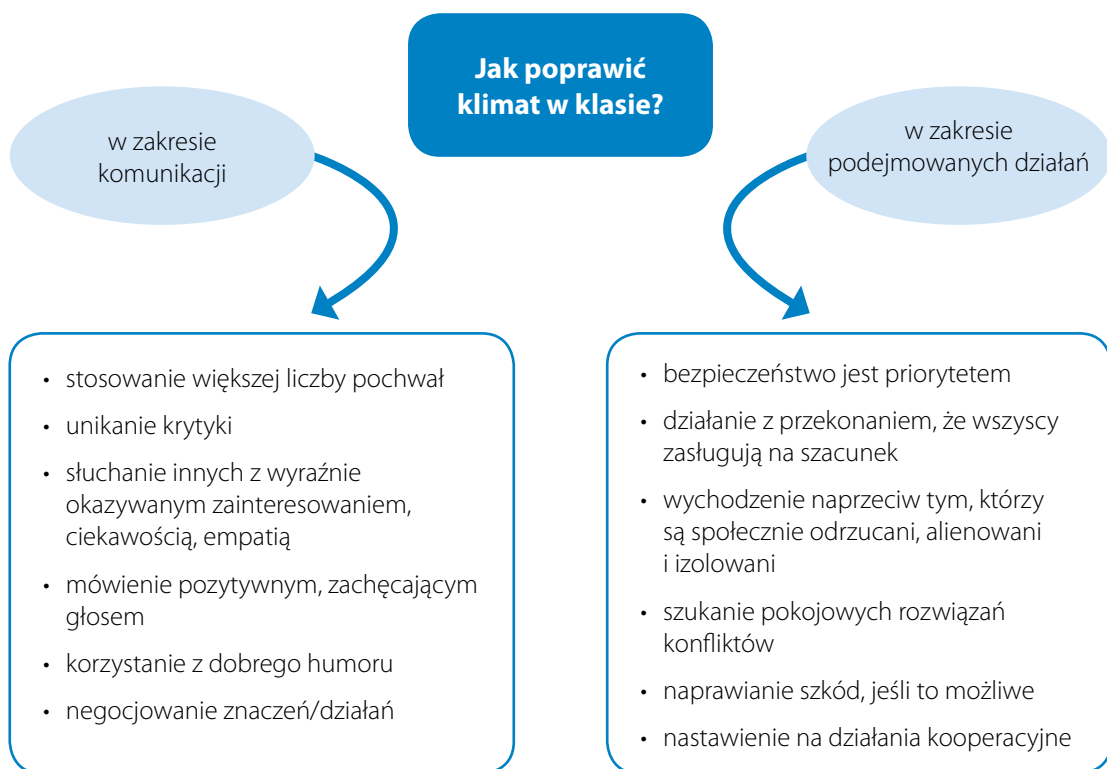 Jak poprawić
klimat w klasie?
w zakresie
komunikacji
w zakresie
podejmowanych działań
• stosowanie większej liczby pochwał
• unikanie krytyki
• słuchanie innych z wyraźnie
okazywanym zainteresowaniem,
ciekawością, empatią
• mówienie pozytywnym, zachęcającym
głosem
• korzystanie z dobrego humoru
• negocjowanie znaczeń/działań
• bezpieczeństwo jest priorytetem
• działanie z przekonaniem, że wszyscy
zasługują na szacunek
• wychodzenie naprzeciw tym, którzy
są społecznie odrzucani, alienowani
i izolowani
• szukanie pokojowych rozwiązań
konfliktów
• naprawianie szkód, jeśli to możliwe
• nastawienie na działania kooperacyjne